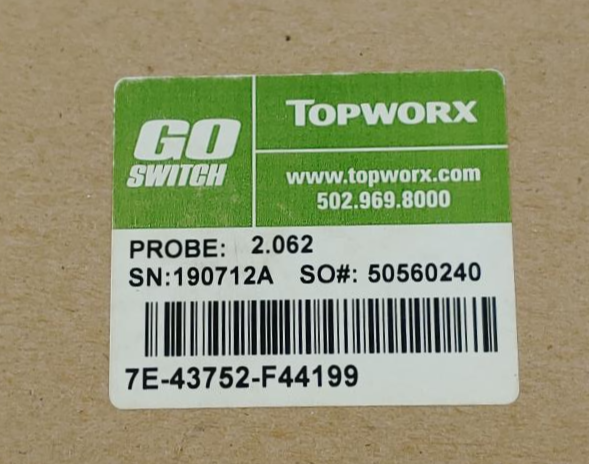 GO
SWITCH
TOPWORX
www.topworx.com
502.969.8000
PROBE: 2.062
SN:190712A SO#: 50560240
7E-43752-F44199